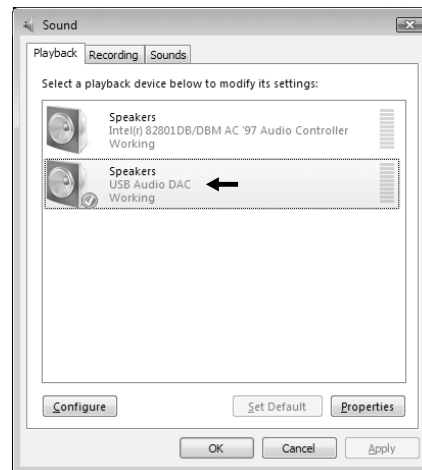 Sound
Playback Recording Sounds
Select a playback device below to modify its settings:
Speakers
Intel(r) 82801DB/DBM AC '97 Audio Controller
Working
Speakers
USB Audio DAC
Working
Configure Set Default Properties
OK Cancel Apply